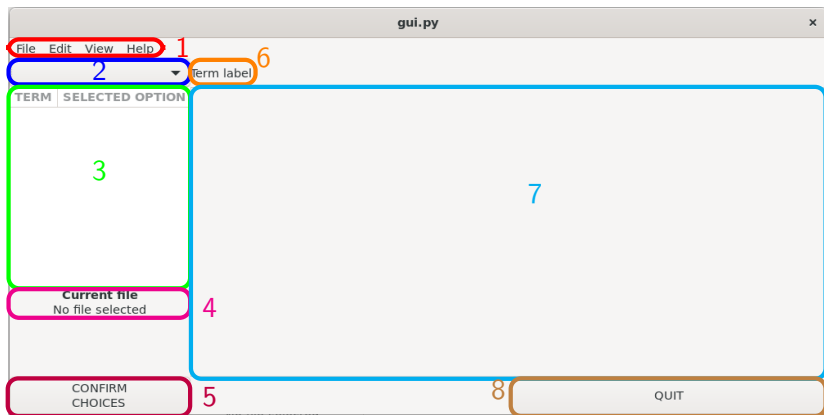 gui.py ×
File Edit View Help 1
2 Term label 6
TERM SELECTED OPTION
3
7
Current file
No file selected
4
CONFIRM
CHOICES
5
8 QUIT